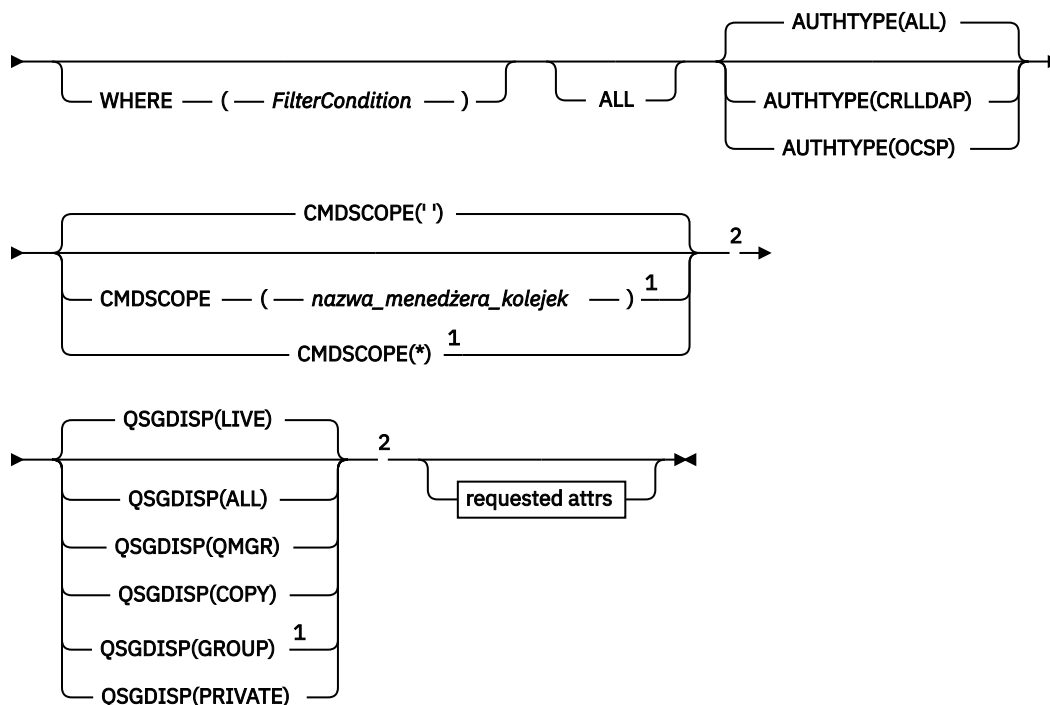 AUTHTYPE(ALL)
WHERE ( FilterCondition ) ALL AUTHTYPE(CRLLDAP)
AUTHTYPE(OCSP)
CMDSCOPE(' ')
2
CMDSCOPE ( nazwa_menedżera_kolejek ) 1
CMDSCOPE(*) 1
QSGDISP(LIVE)
2
QSGDISP(ALL) requested attrs
QSGDISP(QMGR)
QSGDISP(COPY)
QSGDISP(GROUP) 1
QSGDISP(PRIVATE)